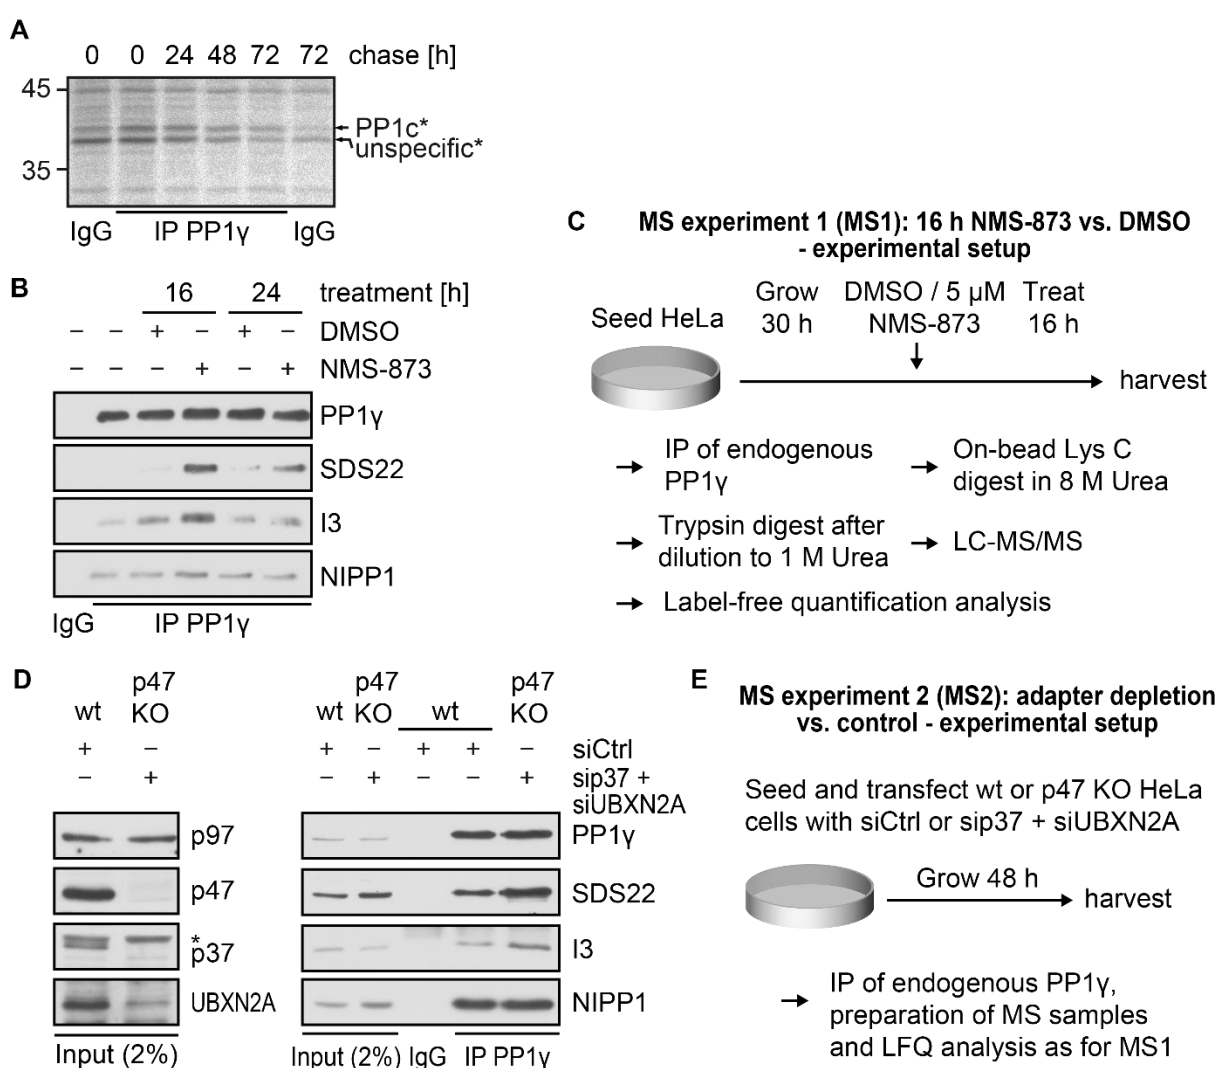 A
0 0 24 48 72 72 chase [h]
45
PP1c*
unspecific*
35
IgG IP PP1γ IgG
B
16 24 treatment [h]
– – + – + – DMSO
– – – + – + NMS-873
PP1γ
SDS22
I3
NIPP1
IgG IP PP1γ
C
MS experiment 1 (MS1): 16 h NMS-873 vs. DMSO
- experimental setup
Seed HeLa
Grow
30 h
DMSO / 5 µM
NMS-873
Treat
16 h
harvest
IP of endogenous
PP1γ
On-bead Lys C
digest in 8 M Urea
Trypsin digest after
dilution to 1 M Urea
LC-MS/MS
Label-free quantification analysis
D
wt
p47
KO
+ –
– +
p97
p47
*
p37
UBXN2A
Input (2%)
wt
p47
KO
wt
p47
KO
+ – + + – siCtrl
– + – – + sip37 +
siUBXN2A
PP1γ
SDS22
I3
NIPP1
Input (2%) IgG IP PP1γ
E
MS experiment 2 (MS2): adapter depletion
vs. control - experimental setup
Seed and transfect wt or p47 KO HeLa
cells with siCtrl or sip37 + siUBXN2A
Grow 48 h
harvest
IP of endogenous PP1γ,
preparation of MS samples
and LFQ analysis as for MS1